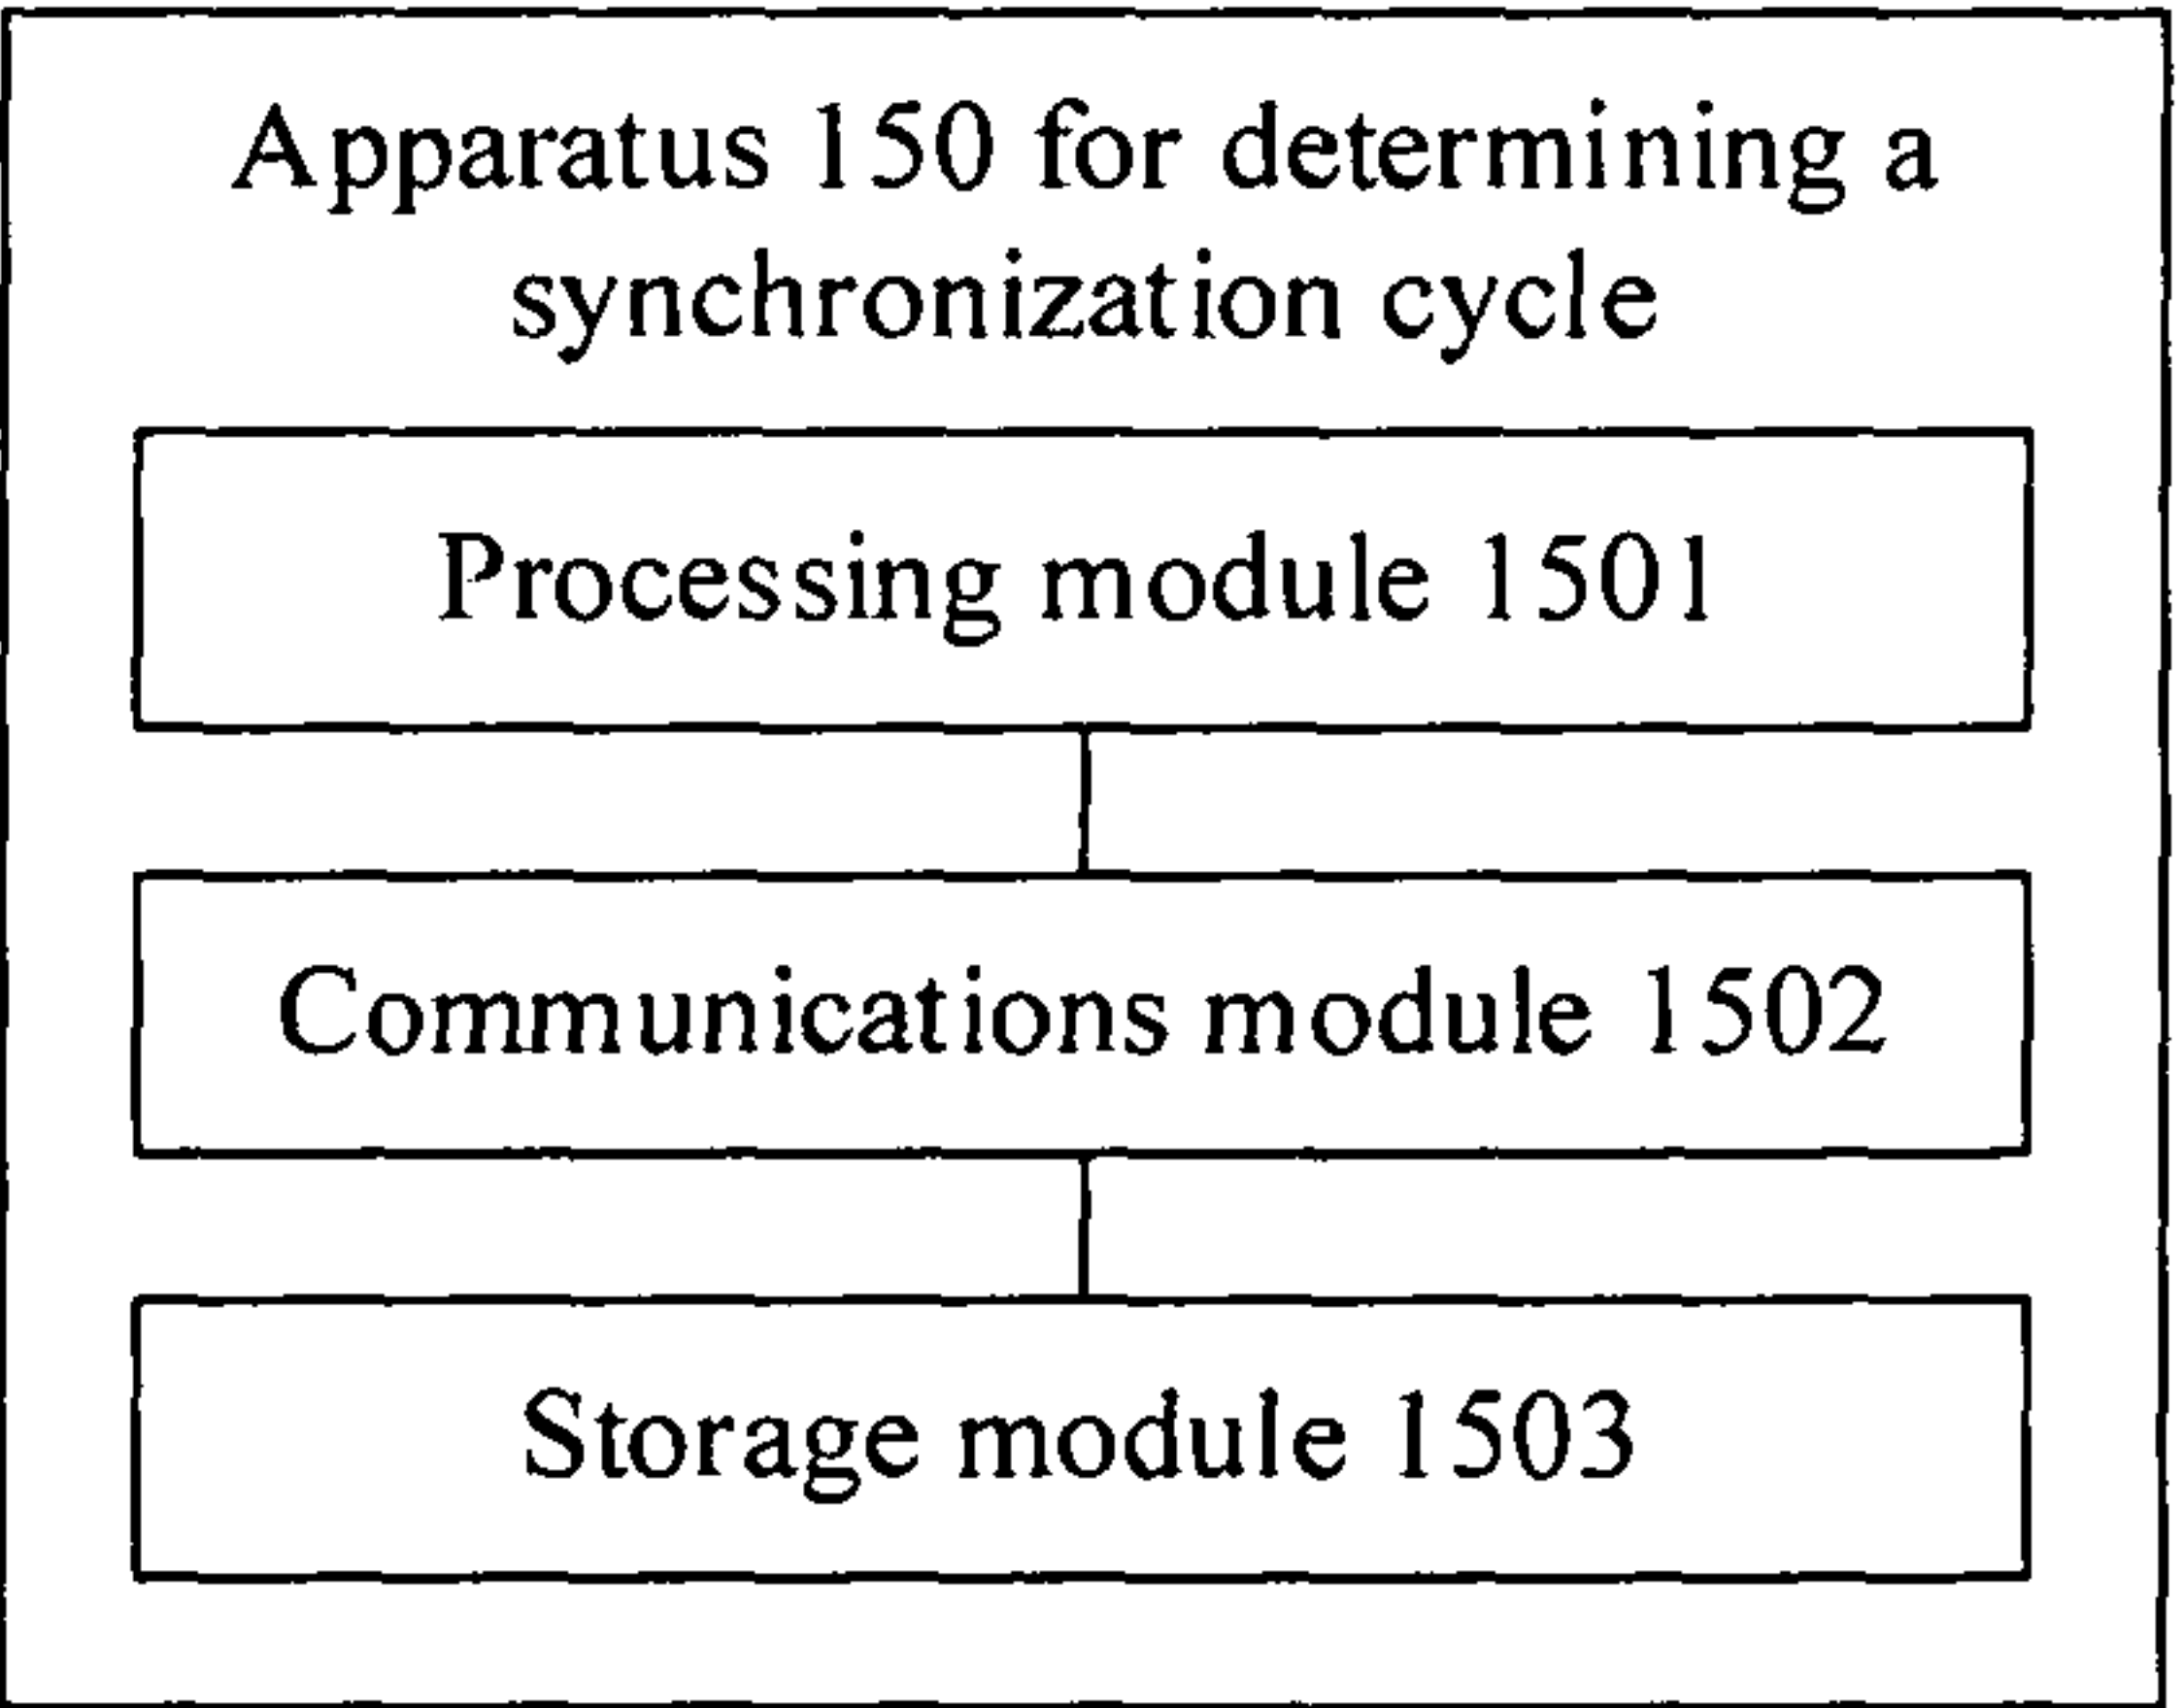 Apparatus 150 for determining a
synchronization cycle
Processing module 1501
Communications module 1502
Storage module 1503